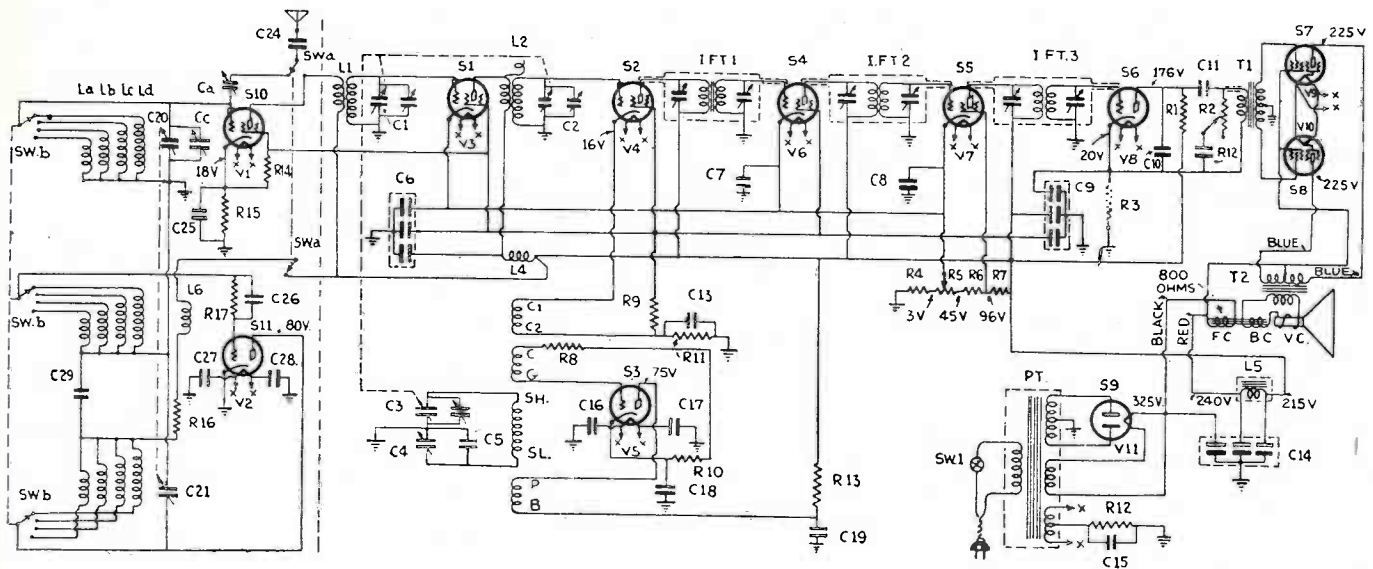 C24
SWa
Ca
S10
La Lb Lc Ld
C20
Cc
SW.b
18V
V1
R14
C25
R15
SWa
L6
R17
C26
S11
80V.
SW.b
C27
C28
V2
C29
R16
SW.b
C21
L1
C1
S1
V3
L2
C2
S2
16V
V4
I FT1
S4
V6
C7
I.FT2
S5
V7
C8
I FT.3
S6
176V
20V
V8
C10
R1
C11
R2
R12
T1
S7
225V
V9
V10
S8
225V
C6
L4
C9
R3
R4
R5
R6
R7
3V
45V
96V
C1
C2
R9
C13
R11
C
G
R8
S3
75V
C16
C17
V5
R10
C18
C3
C4
C5
SH.
SL.
P
B
R13
C19
BLUE
BLUE
T2
800
OHMS
BLACK
RED.
FC
BC
V.C.
L5
240V
215V
C14
PT.
S9
325V.
V11
SW.1
R12
C15
X X